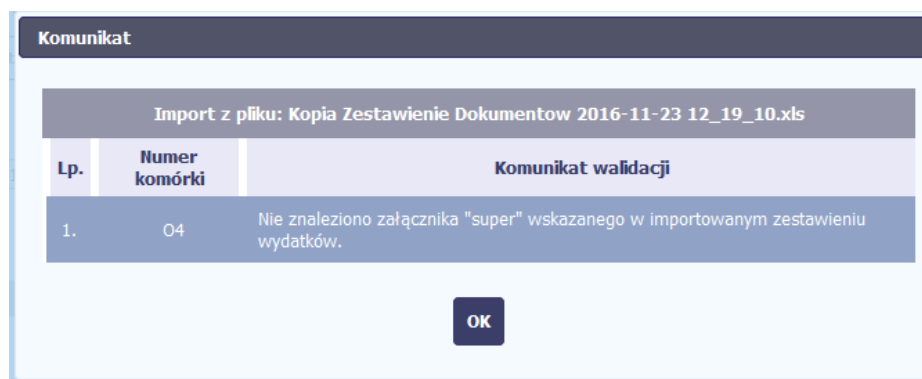 Komunikat
Import z pliku: Kopia Zestawienie Dokumentow 2016-11-23 12_19_10.xls
Lp.
Numer
komórki
Komunikat walidacji
1.
O4
Nie znaleziono załącznika "super" wskazanego w importowanym zestawieniu
wydatków.
OK